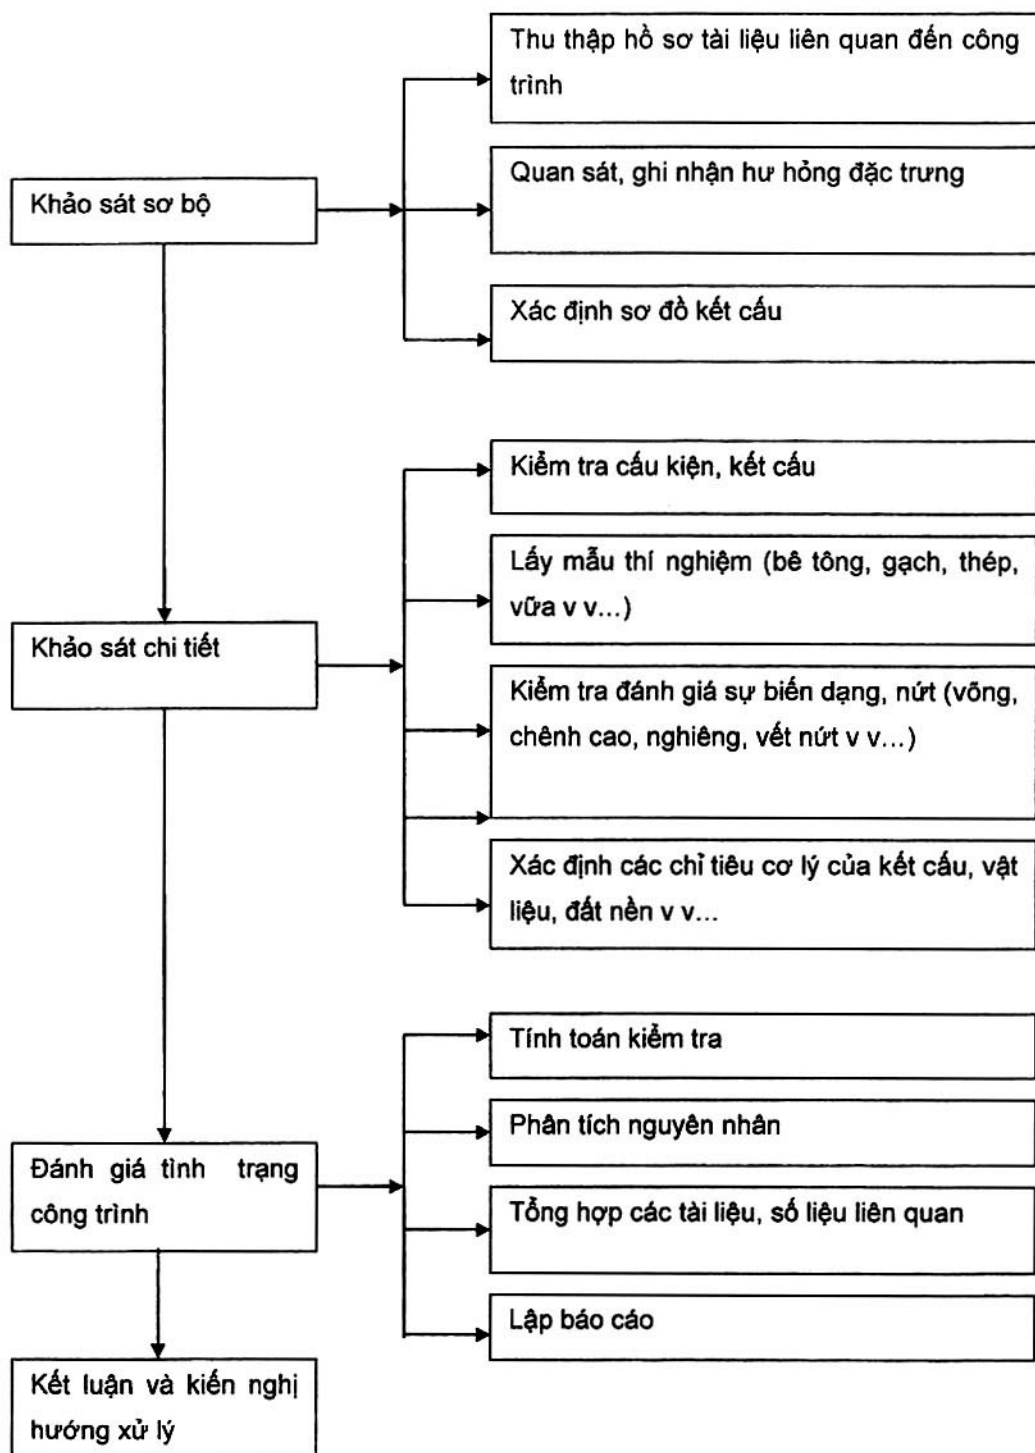 Thu thập hồ sơ tài liệu liên quan đến công
trình
Quan sát, ghi nhận hư hỏng đặc trưng
Khảo sát sơ bộ
Xác định sơ đồ kết cấu
Kiểm tra cấu kiện, kết cấu
Lấy mẫu thí nghiệm (bê tông, gạch, thép,
vữa v v...)
Khảo sát chi tiết
Kiểm tra đánh giá sự biến dạng, nứt (võng,
chênh cao, nghiêng, vết nứt v v...)
Xác định các chỉ tiêu cơ lý của kết cấu, vật
liệu, đất nền v v...
Tính toán kiểm tra
Phân tích nguyên nhân
Đánh giá tình trạng
công trình
Tổng hợp các tài liệu, số liệu liên quan
Lập báo cáo
Kết luận và kiến nghị
hướng xử lý